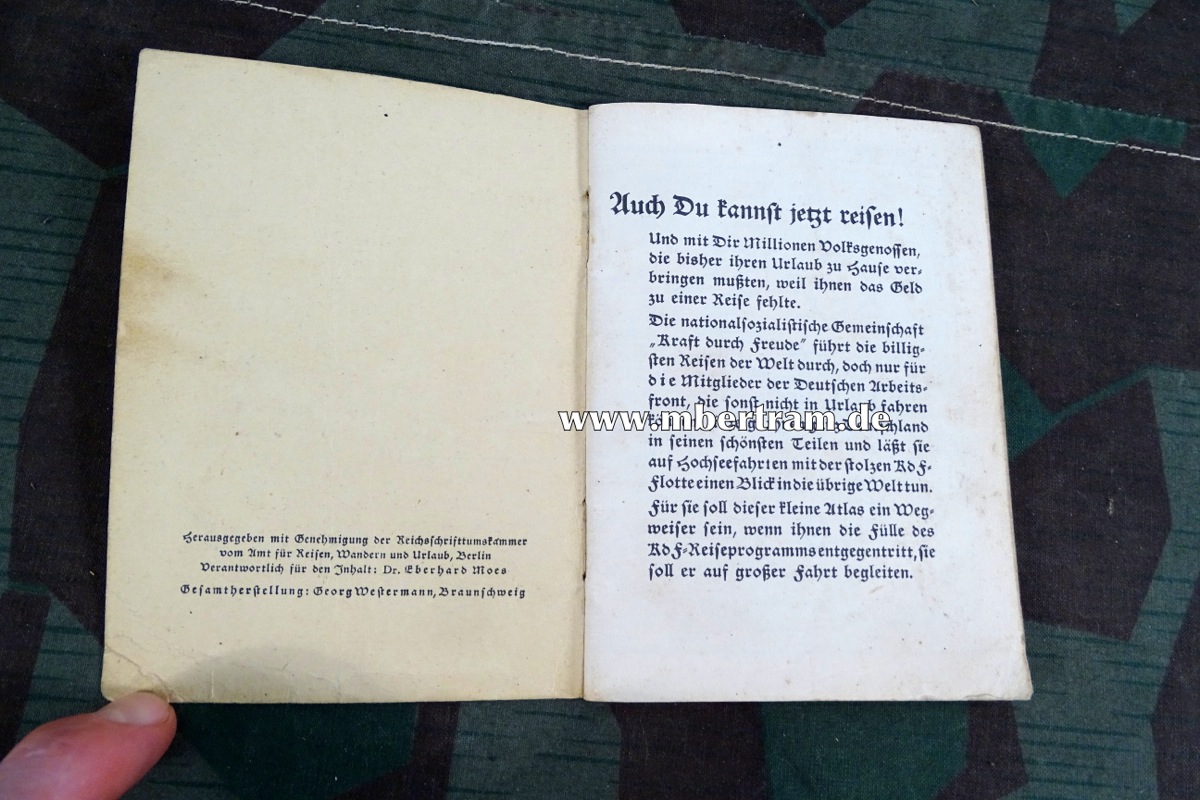 Herausgegeben mit Genehmigung der Reichsschrifttumskammer
vom Amt für Reisen, Wandern und Urlaub, Berlin
Verantwortlich für den Inhalt: Dr. Eberhard Moes
Gesamtherstellung: Georg Westermann, Braunschweig
Auch Du kannst jetzt reisen!
Und mit Dir Millionen Volksgenossen,
die bisher ihren Urlaub zu Hause ver-
bringen mußten, weil ihnen das Geld
zu einer Reise fehlte.
Die nationalsozialistische Gemeinschaft
„Kraft durch Freude" führt die billig-
sten Reisen der Welt durch, doch nur für
die Mitglieder der Deutschen Arbeits-
front, die sonst nicht in Urlaub fahren
www.mbertram.de
in seinen schönsten Teilen und läßt sie
auf Hochseefahrten mit der stolzen KdF-
Flotte einen Blick in die übrige Welt tun.
Für sie soll dieser kleine Atlas ein Weg-
weiser sein, wenn ihnen die Fülle des
KdF-Reiseprogramms entgegentritt, sie
soll er auf großer Fahrt begleiten.